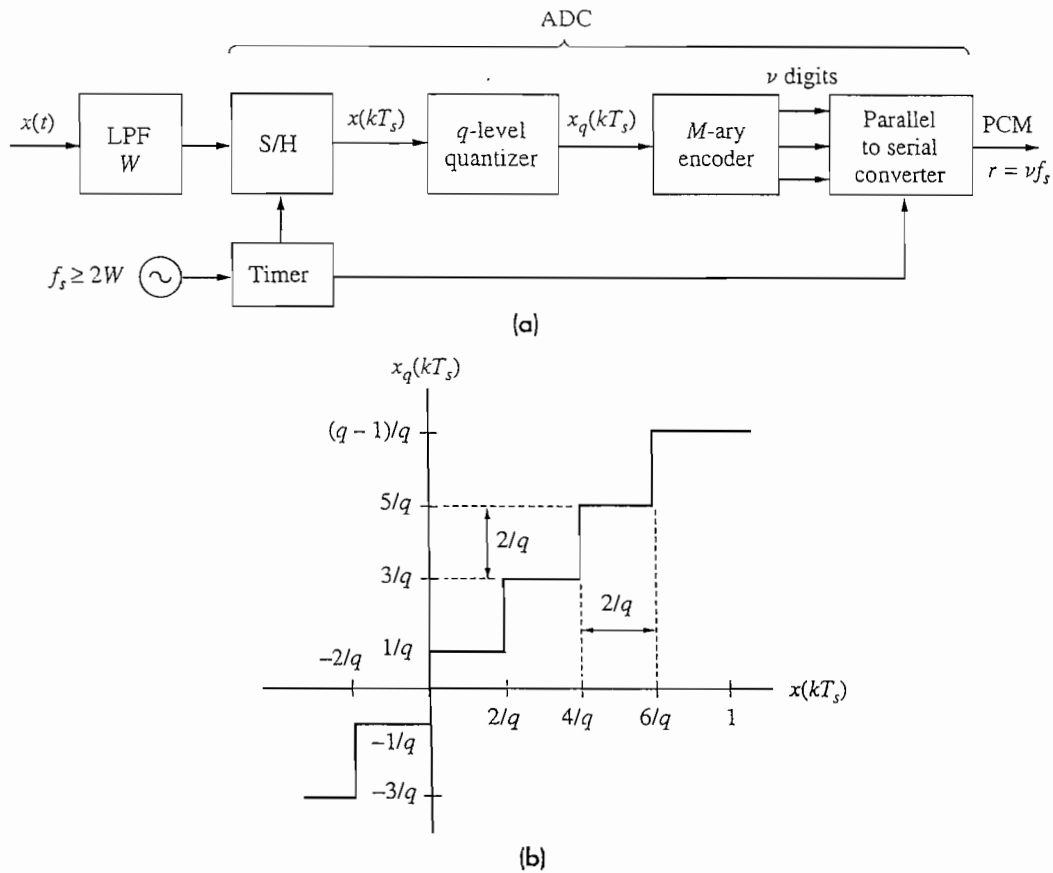 ADC
x(t)
LPF
W
S/H
x(kT_s)
q-level
quantizer
x_q(kT_s)
M-ary
encoder
ν digits
Parallel
to serial
converter
PCM
r = νf_s
f_s ≥ 2W
Timer
(a)
x_q(kT_s)
(q − 1)/q
5/q
2/q
3/q
2/q
1/q
−2/q
x(kT_s)
2/q
4/q
6/q
1
−1/q
−3/q
(b)